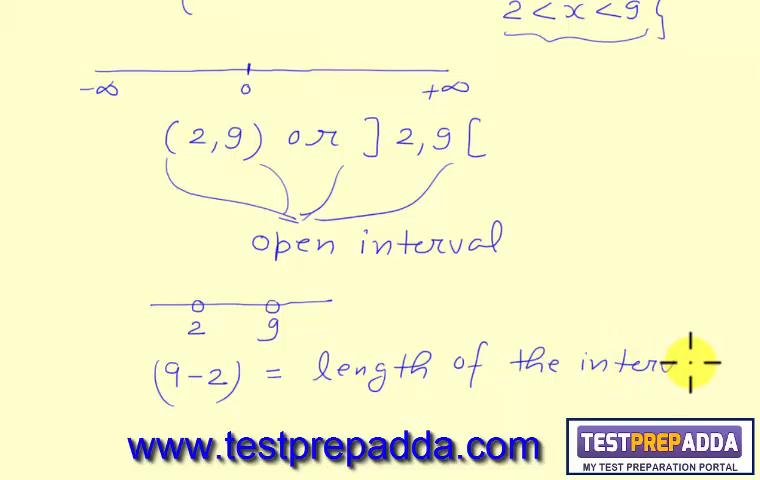 2 < x < 9 }
-∞ 0 +∞
(2,9) or ] 2,9 [
open interval
2 9
(9-2) = length of the interv
www.testprepadda.com
TESTPREPADDA
MY TEST PREPARATION PORTAL